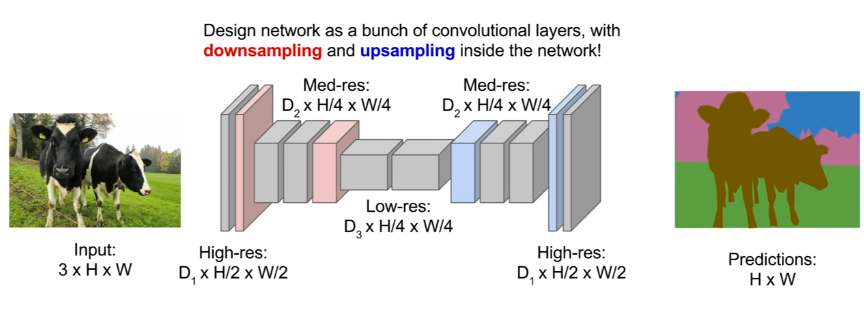 Design network as a bunch of convolutional layers, with
downsampling and upsampling inside the network!
Med-res:
D₂ x H/4 x W/4
Med-res:
D₂ x H/4 x W/4
Low-res:
D₃ x H/4 x W/4
Input:
3 x H x W
High-res:
D₁ x H/2 x W/2
High-res:
D₁ x H/2 x W/2
Predictions:
H x W